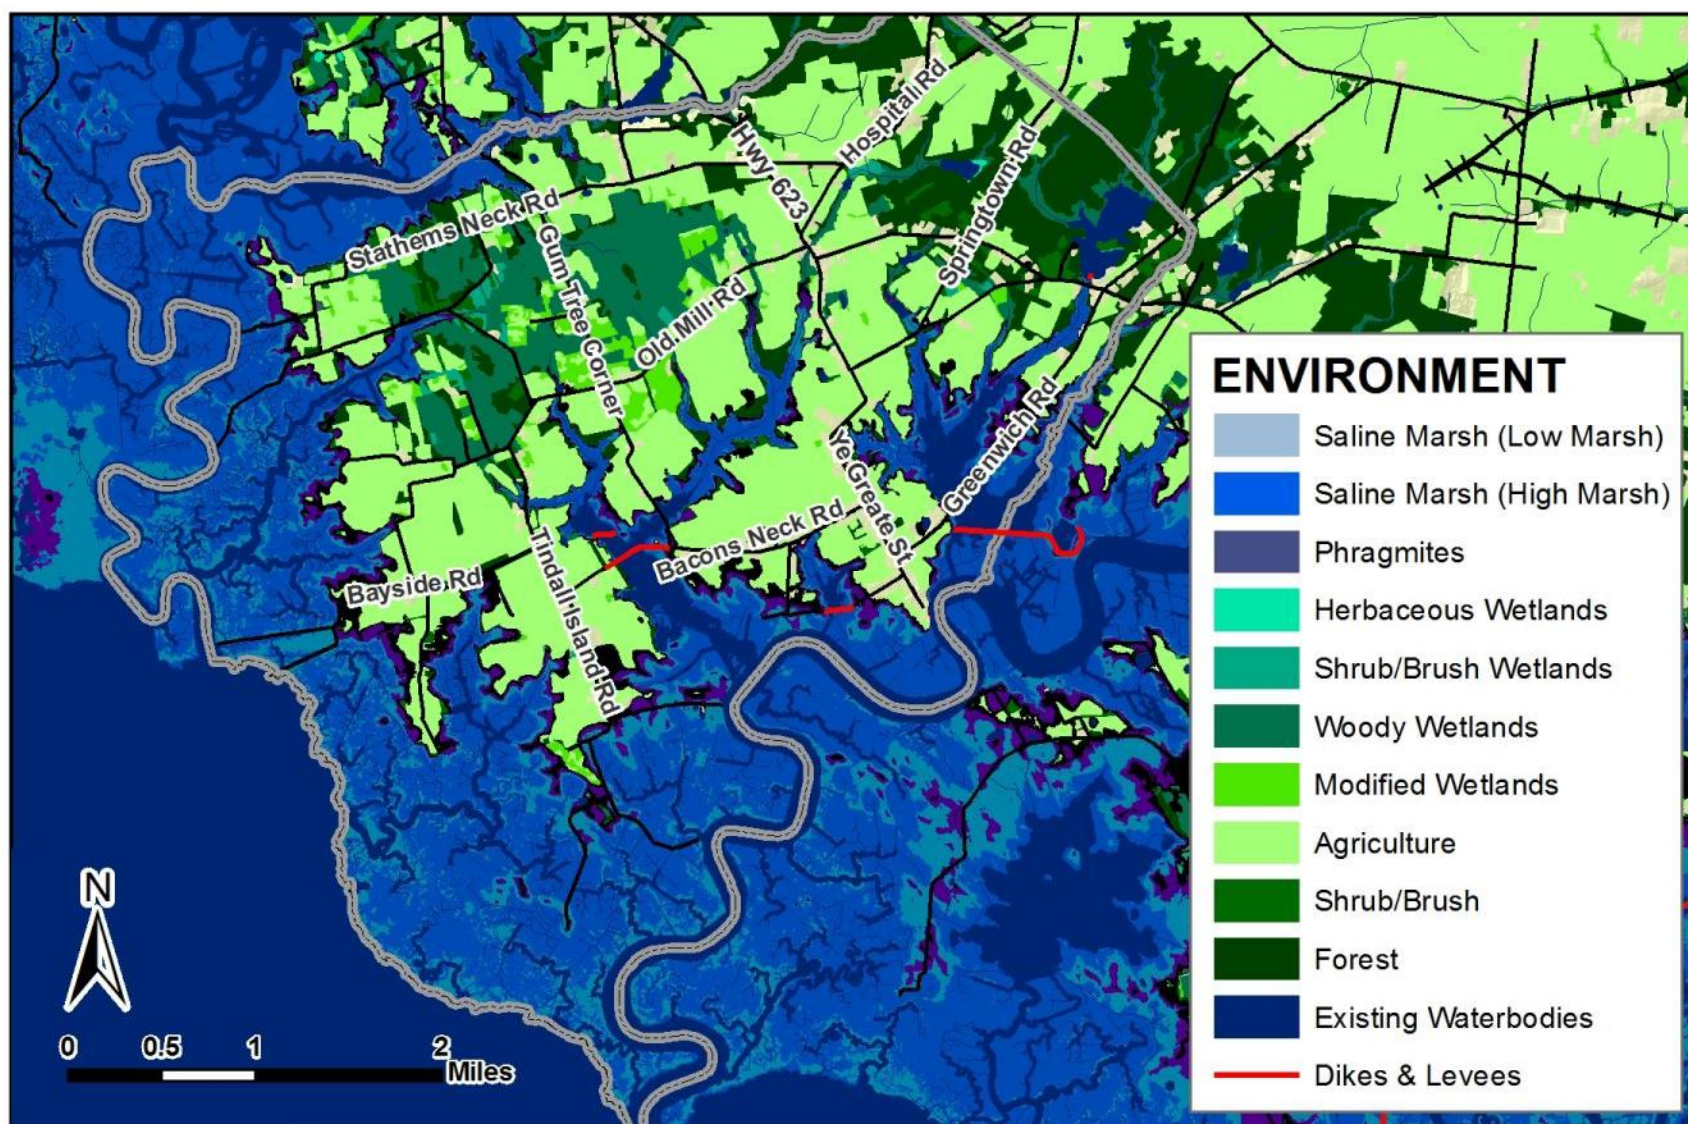 Hospital Rd
Hwy 623
Springtown Rd
Stathems Neck Rd
Gum Tree Corner
Old Mill Rd
Greenwich Rd
Ye Greate St
Bacons Neck Rd
Tindall Island Rd
Bayside Rd
ENVIRONMENT
Saline Marsh (Low Marsh)
Saline Marsh (High Marsh)
Phragmites
Herbaceous Wetlands
Shrub/Brush Wetlands
Woody Wetlands
Modified Wetlands
Agriculture
Shrub/Brush
Forest
Existing Waterbodies
Dikes & Levees
N
0 0.5 1 2
Miles